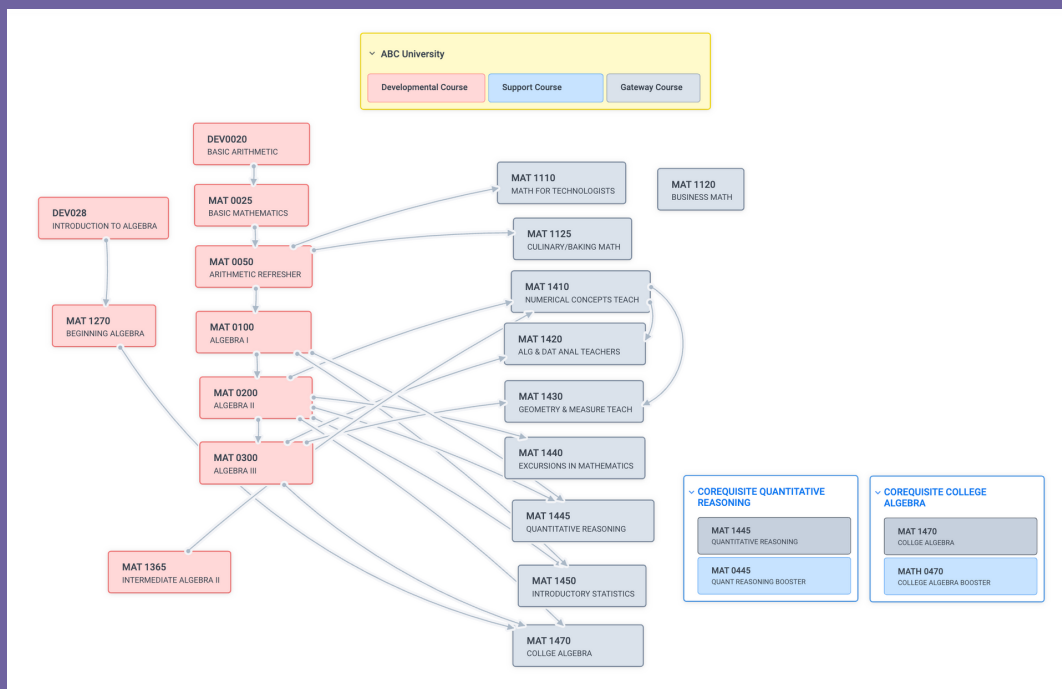 ABC University
Developmental Course
Support Course
Gateway Course
DEV0020
BASIC ARITHMETIC
MAT 0025
BASIC MATHEMATICS
DEV028
INTRODUCTION TO ALGEBRA
MAT 0050
ARITHMETIC REFRESHER
MAT 1270
BEGINNING ALGEBRA
MAT 0100
ALGEBRA I
MAT 0200
ALGEBRA II
MAT 0300
ALGEBRA III
MAT 1365
INTERMEDIATE ALGEBRA II
MAT 1110
MATH FOR TECHNOLOGISTS
MAT 1120
BUSINESS MATH
MAT 1125
CULINARY/BAKING MATH
MAT 1410
NUMERICAL CONCEPTS TEACH
MAT 1420
ALG & DAT ANAL TEACHERS
MAT 1430
GEOMETRY & MEASURE TEACH
MAT 1440
EXCURSIONS IN MATHEMATICS
MAT 1445
QUANTITATIVE REASONING
MAT 1450
INTRODUCTORY STATISTICS
MAT 1470
COLLGE ALGEBRA
COREQUISITE QUANTITATIVE
REASONING
MAT 1445
QUANTITATIVE REASONING
MAT 0445
QUANT REASONING BOOSTER
COREQUISITE COLLEGE
ALGEBRA
MAT 1470
COLLGE ALGEBRA
MATH 0470
COLLEGE ALGEBRA BOOSTER